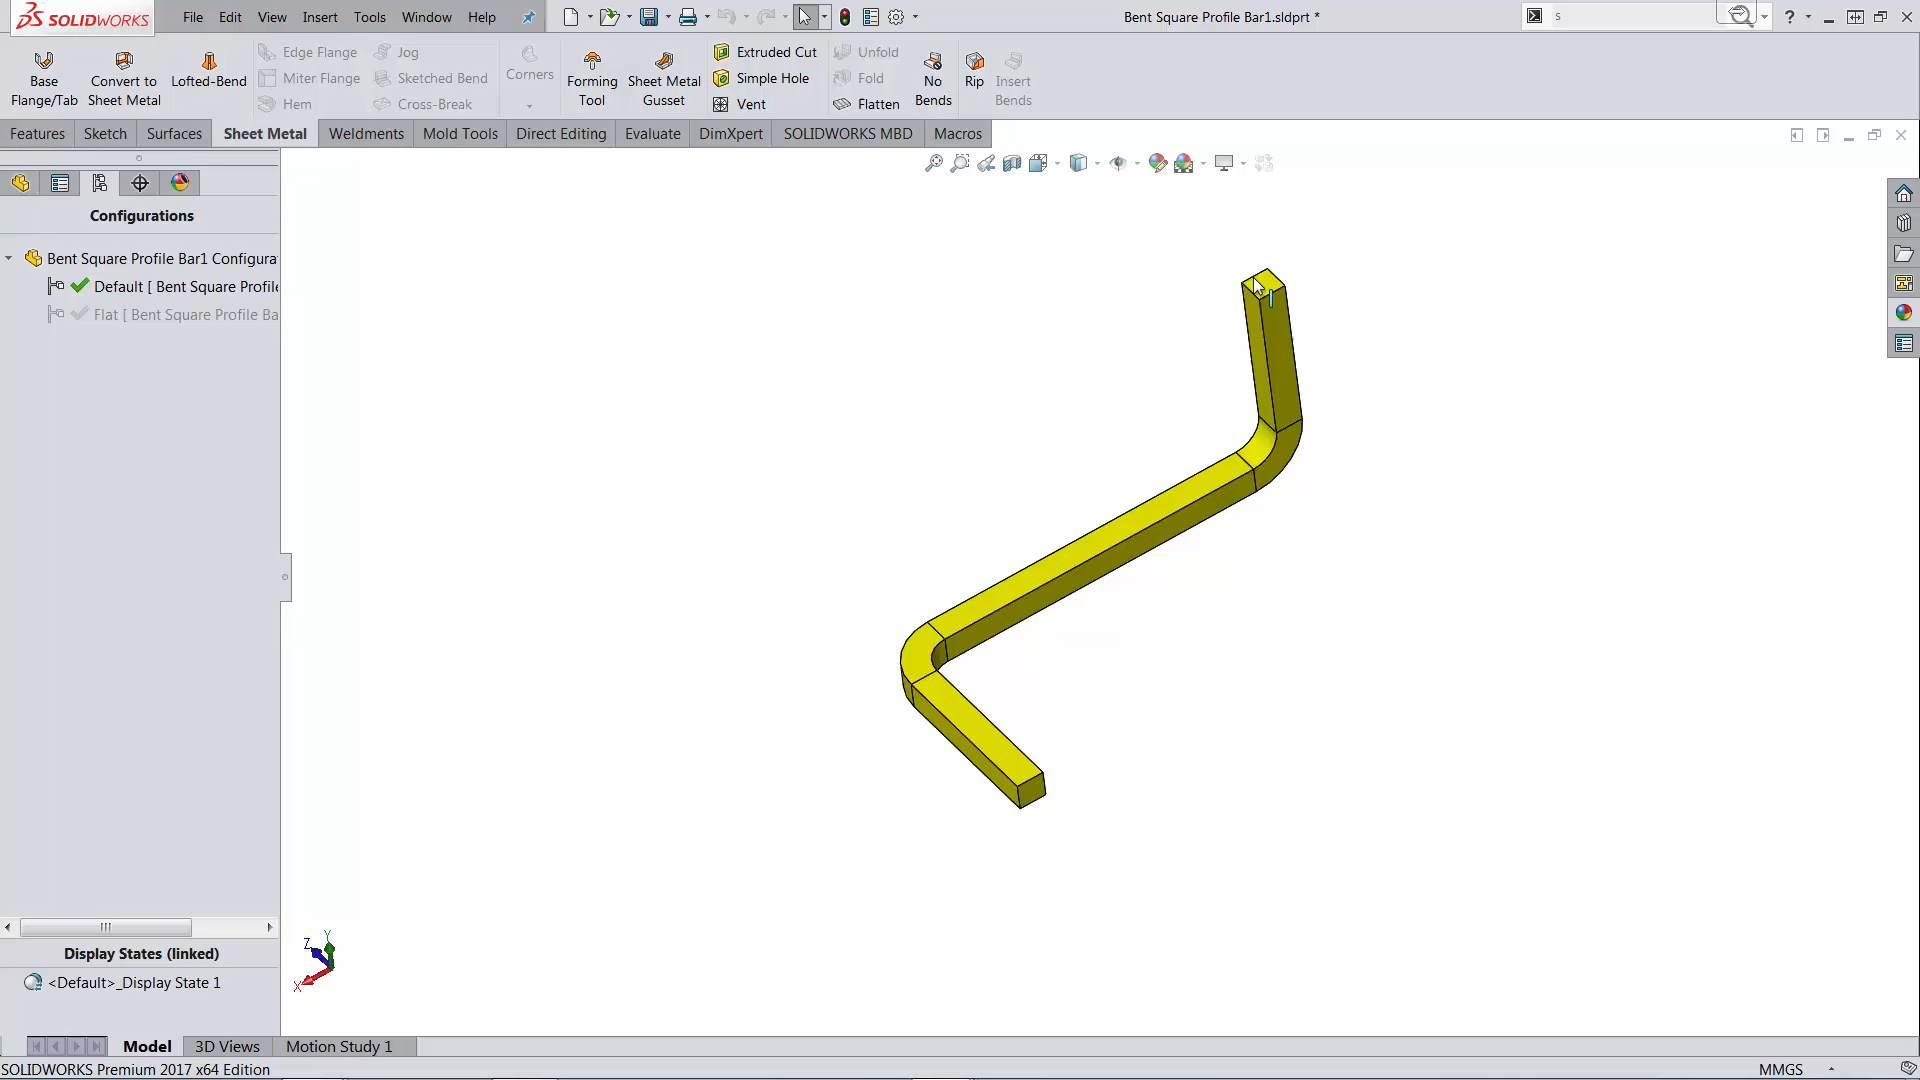 SOLIDWORKS File Edit View Insert Tools Window Help Bent Square Profile Bar1.sldprt * s ?
Base Flange/Tab
Convert to Sheet Metal
Lofted-Bend
Edge Flange
Miter Flange
Hem
Jog
Sketched Bend
Cross-Break
Corners
Forming Tool
Sheet Metal Gusset
Extruded Cut
Simple Hole
Vent
Unfold
Fold
Flatten
No Bends
Rip
Insert Bends
Features Sketch Surfaces Sheet Metal Weldments Mold Tools Direct Editing Evaluate DimXpert SOLIDWORKS MBD Macros
Configurations
Bent Square Profile Bar1 Configura
Default [ Bent Square Profile
Flat [ Bent Square Profile Ba
Y
Z
X
Display States (linked)
<Default>_Display State 1
Model 3D Views Motion Study 1
SOLIDWORKS Premium 2017 x64 Edition MMGS